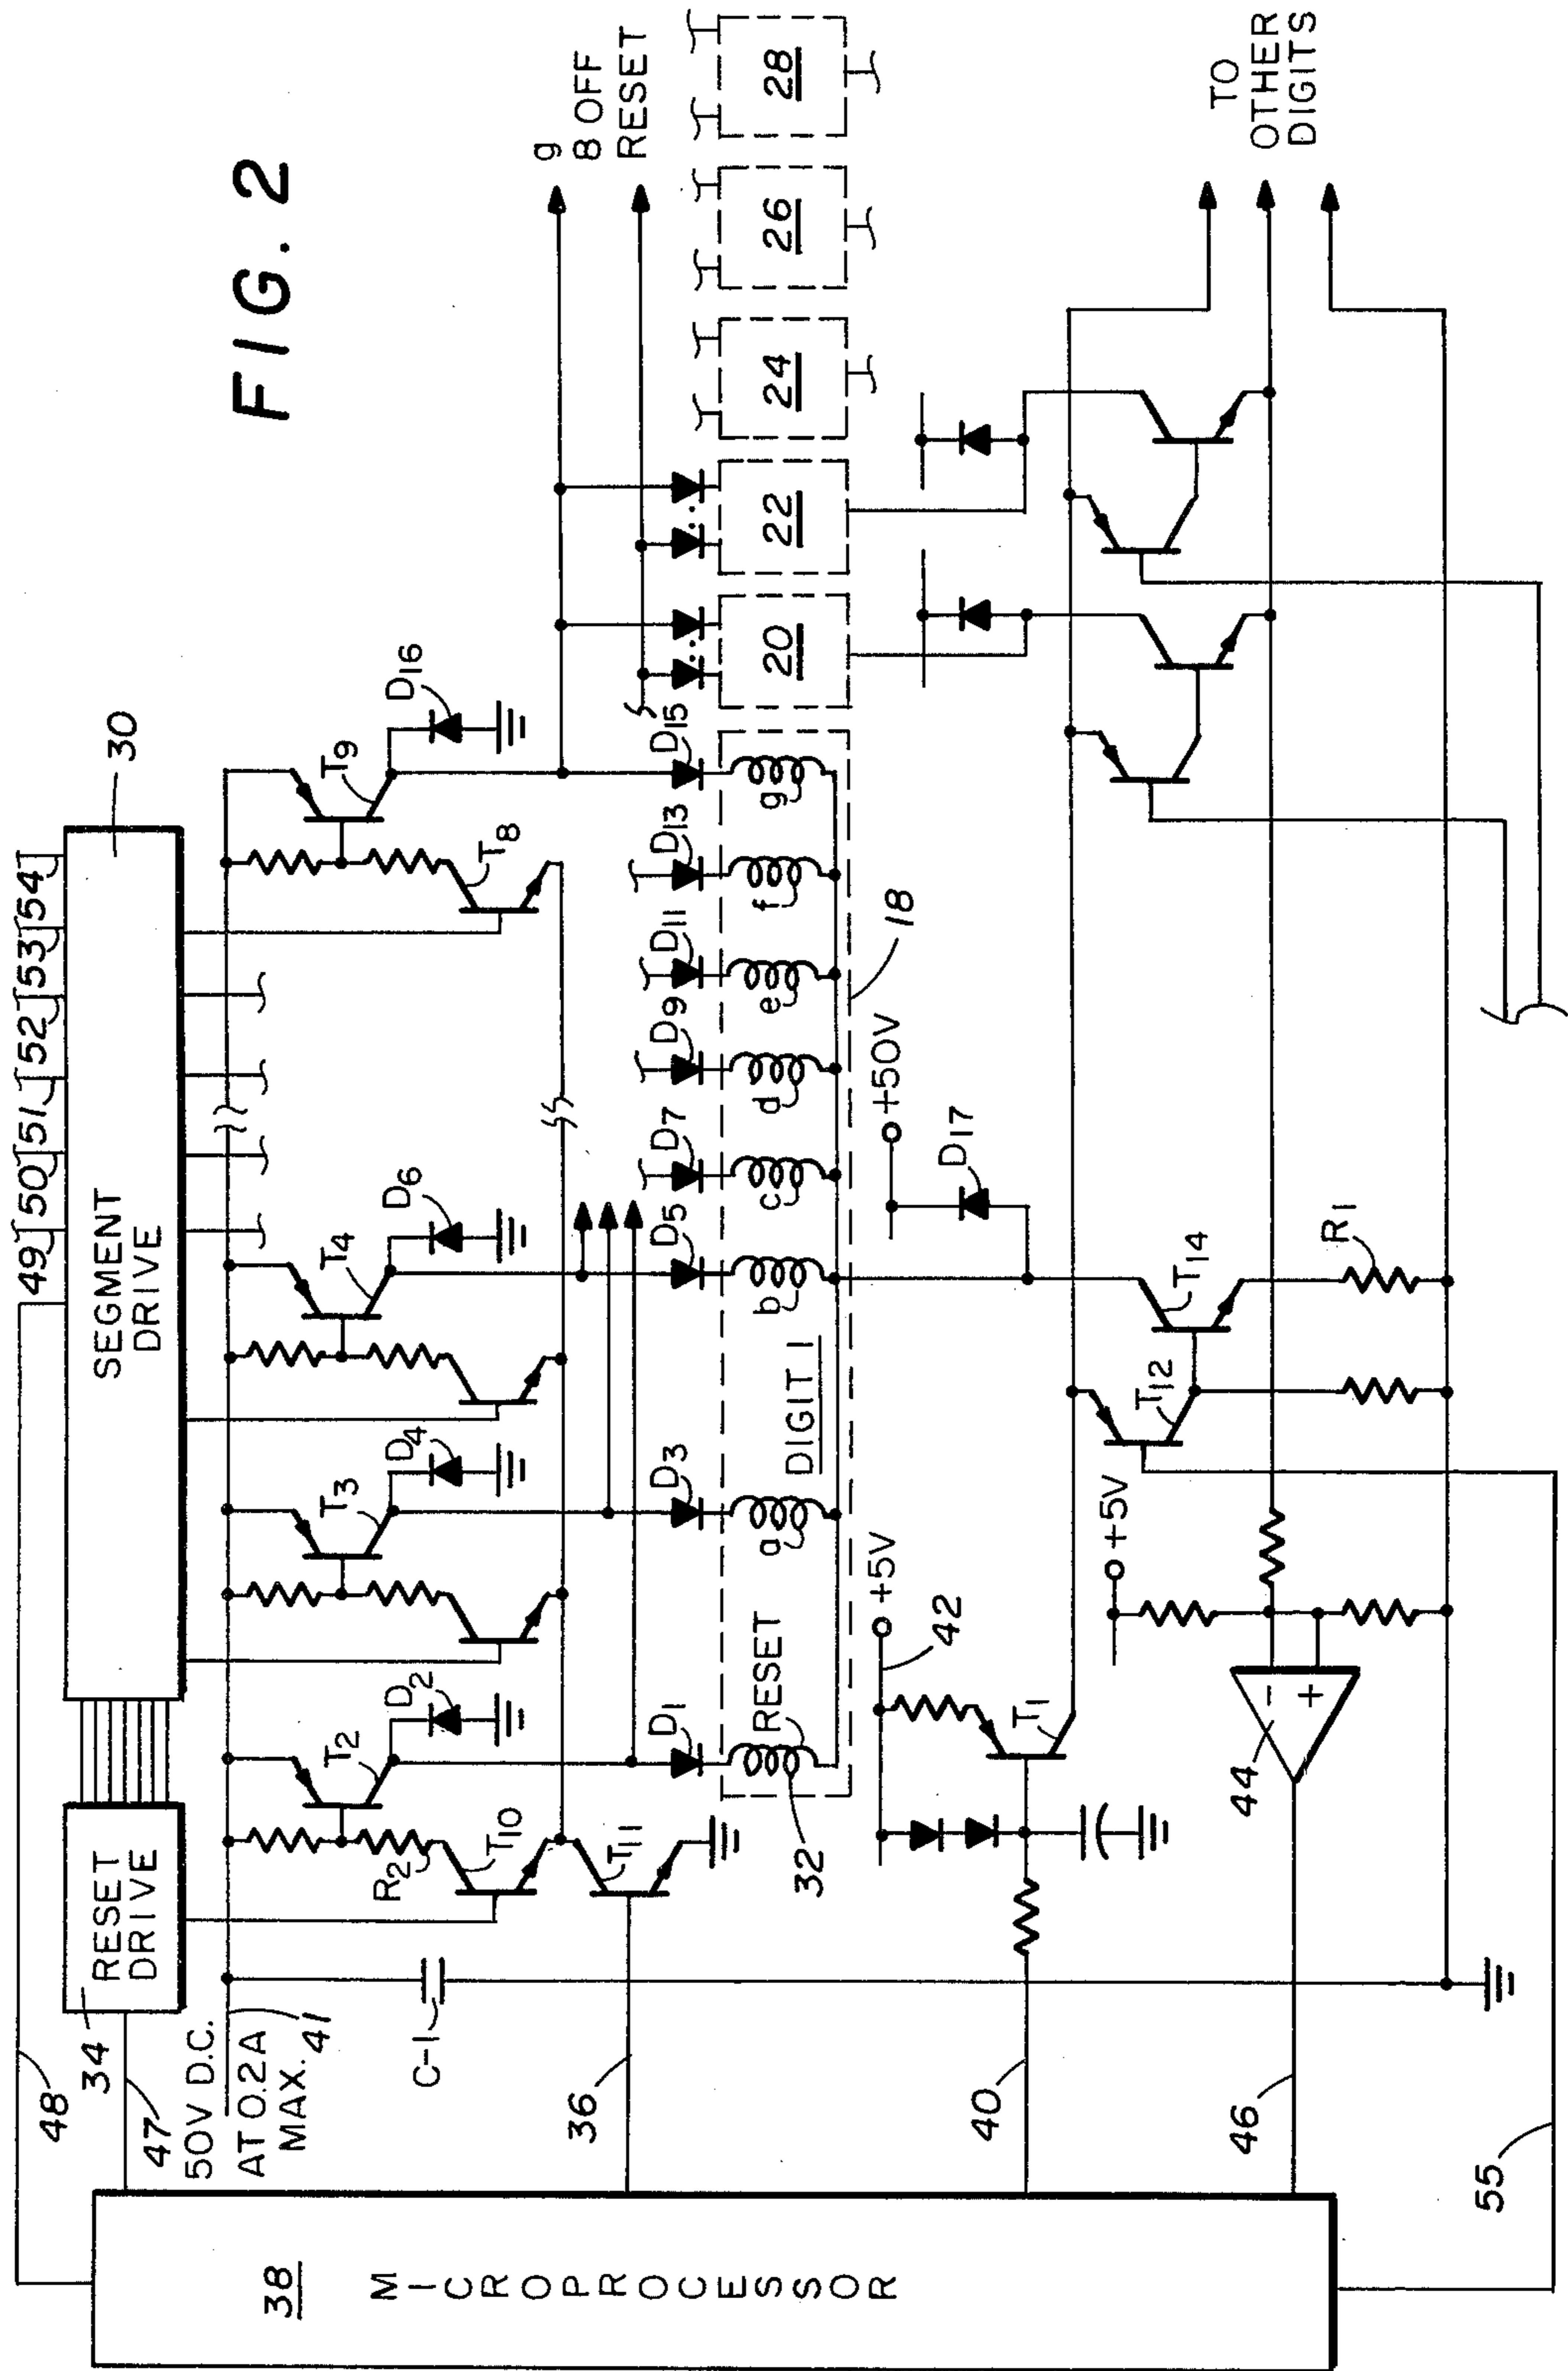 FIG. 2
49 50 51 52 53 54
48
34
RESET
DRIVE
SEGMENT
DRIVE
30
47
50V D.C.
AT 0.2A
MAX.
41
C-1
R2
T10
T11
T2
D2
T3
D4
T4
D6
T8
T9
D16
g
8 OFF
RESET
36
D1
D3
D5
D7
D9
D11
D13
D15
32
RESET
a
DIGIT 1
b
c
d
e
f
g
18
20
22
24
26
28
38
MICROPROCESSOR
40
42
+5V
T1
+50V
D17
TO
OTHER
DIGITS
46
44
-
+
+5V
T12
T14
R1
55